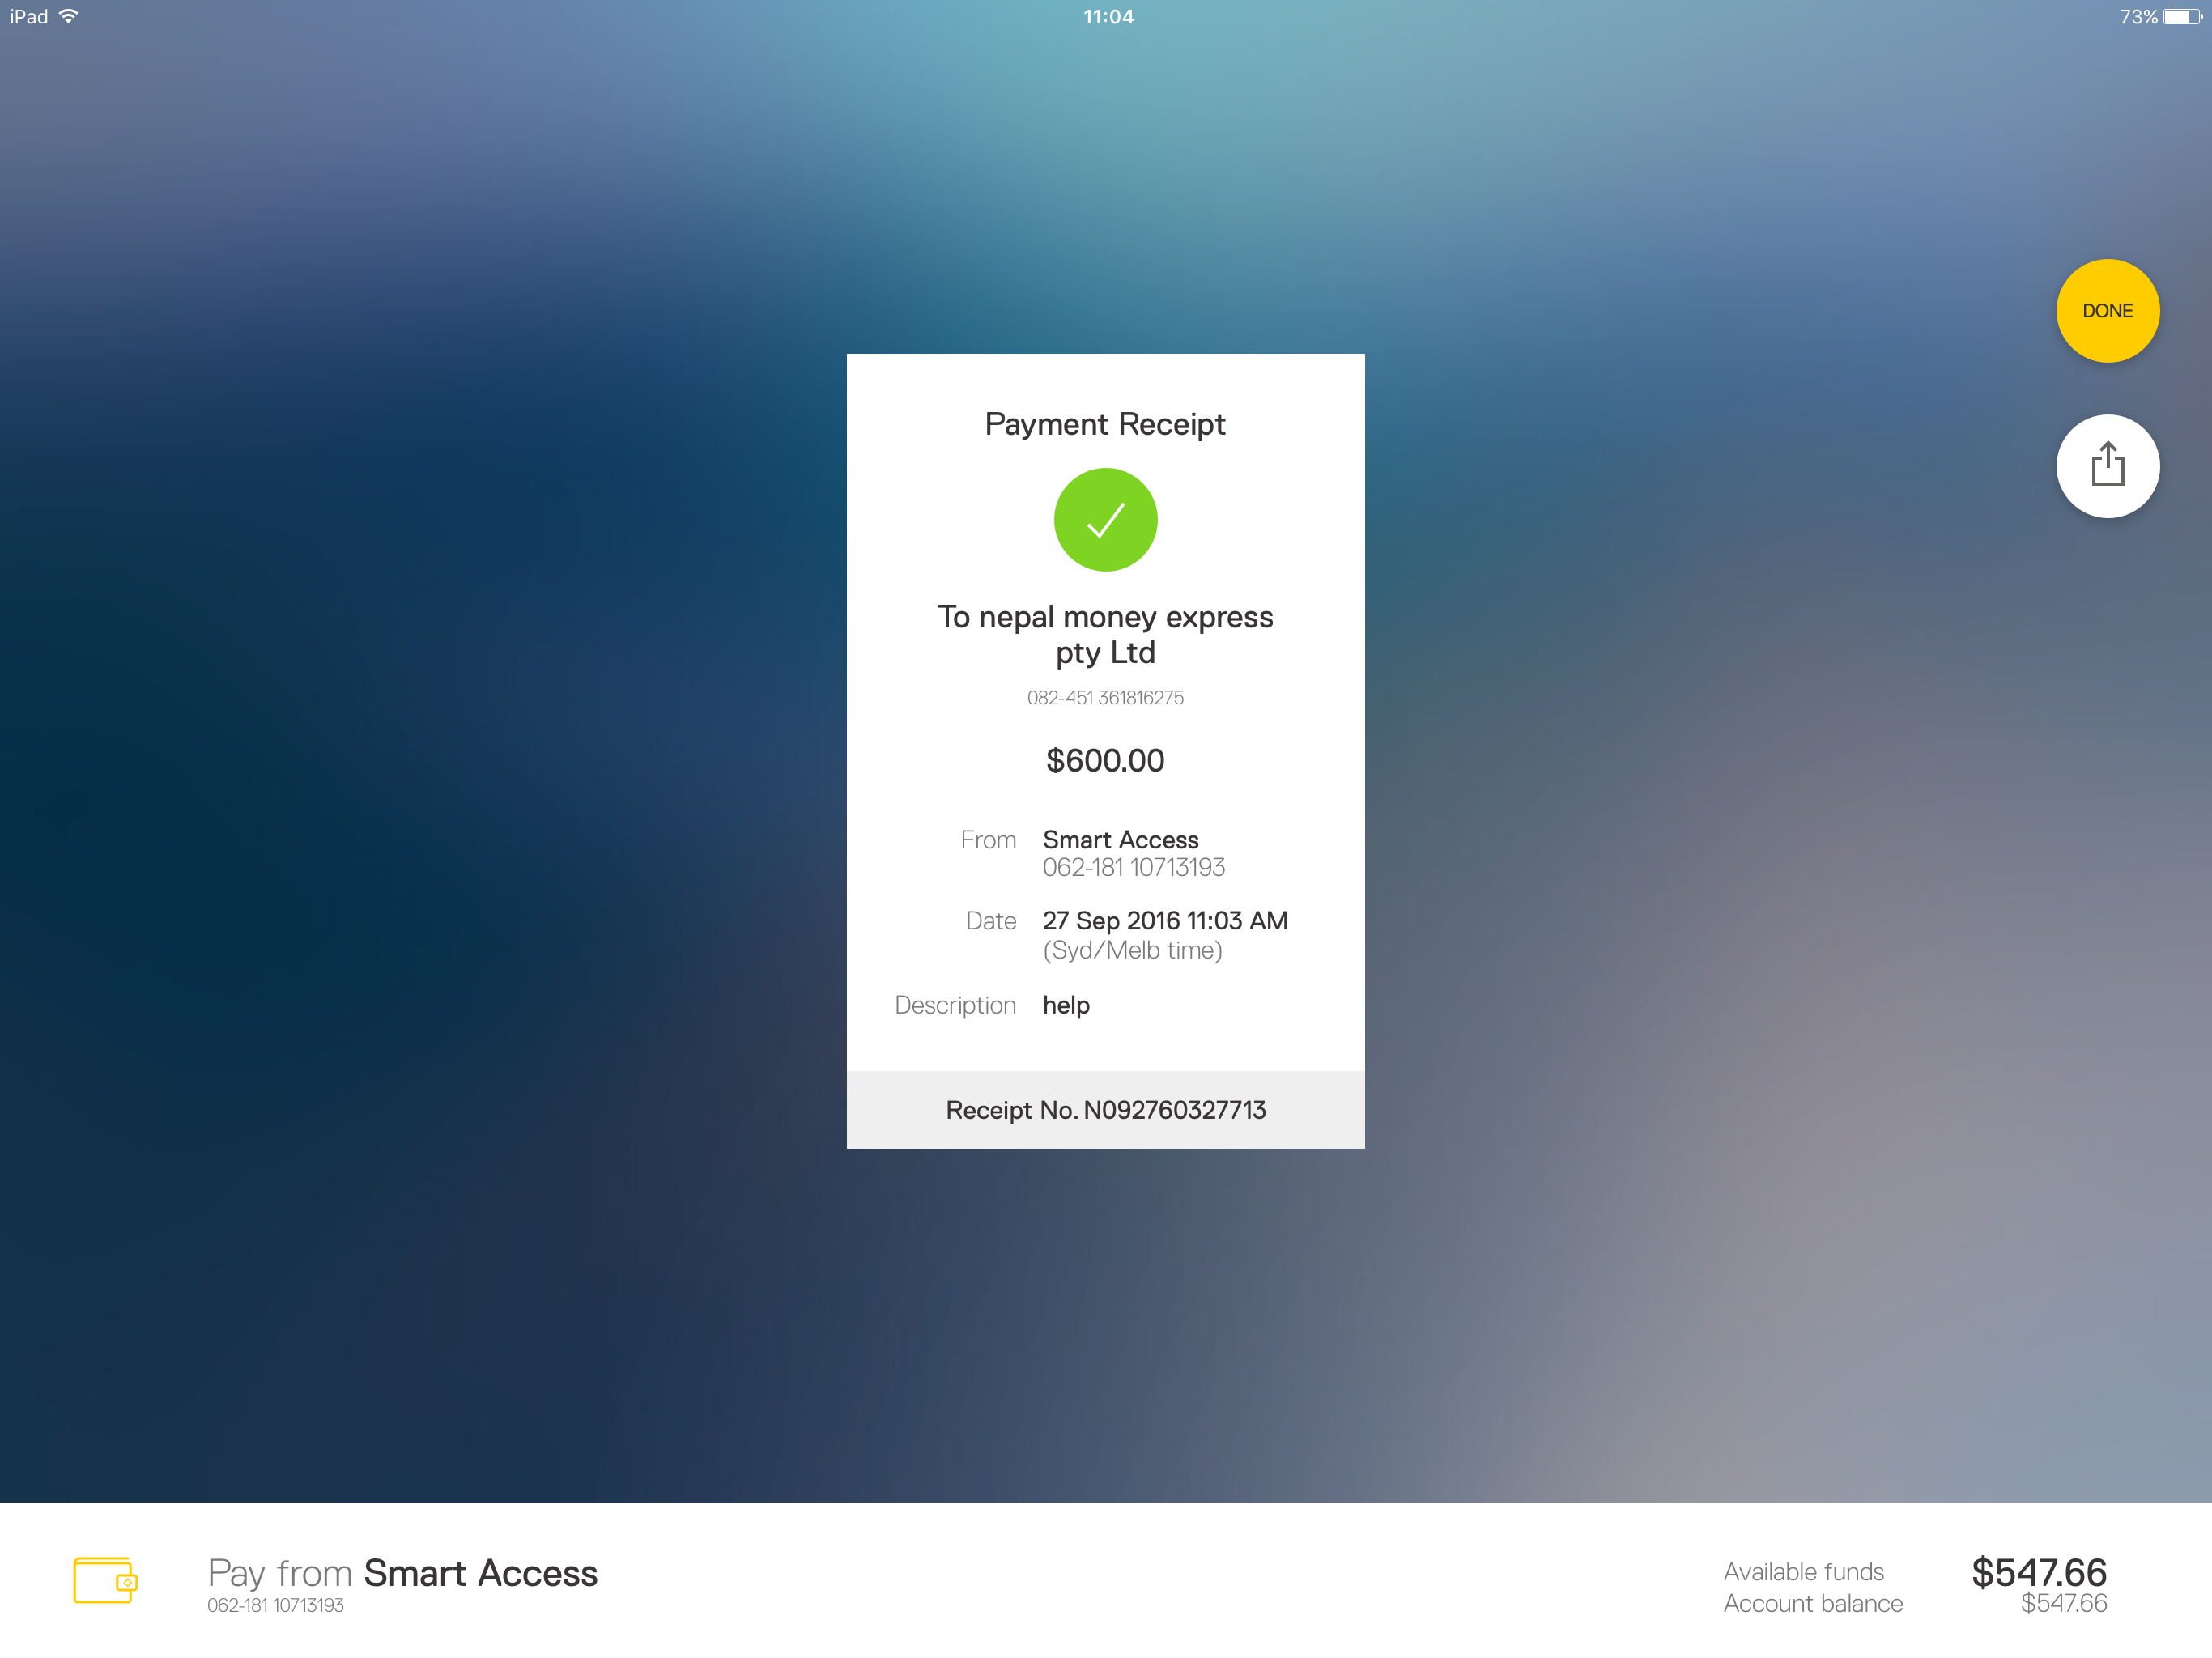 iPad 11:04 73%
DONE
Payment Receipt
To nepal money express
pty Ltd
082-451 361816275
$600.00
From Smart Access
062-181 10713193
Date 27 Sep 2016 11:03 AM
(Syd/Melb time)
Description help
Receipt No. N092760327713
Pay from Smart Access
062-181 10713193
Available funds $547.66
Account balance $547.66